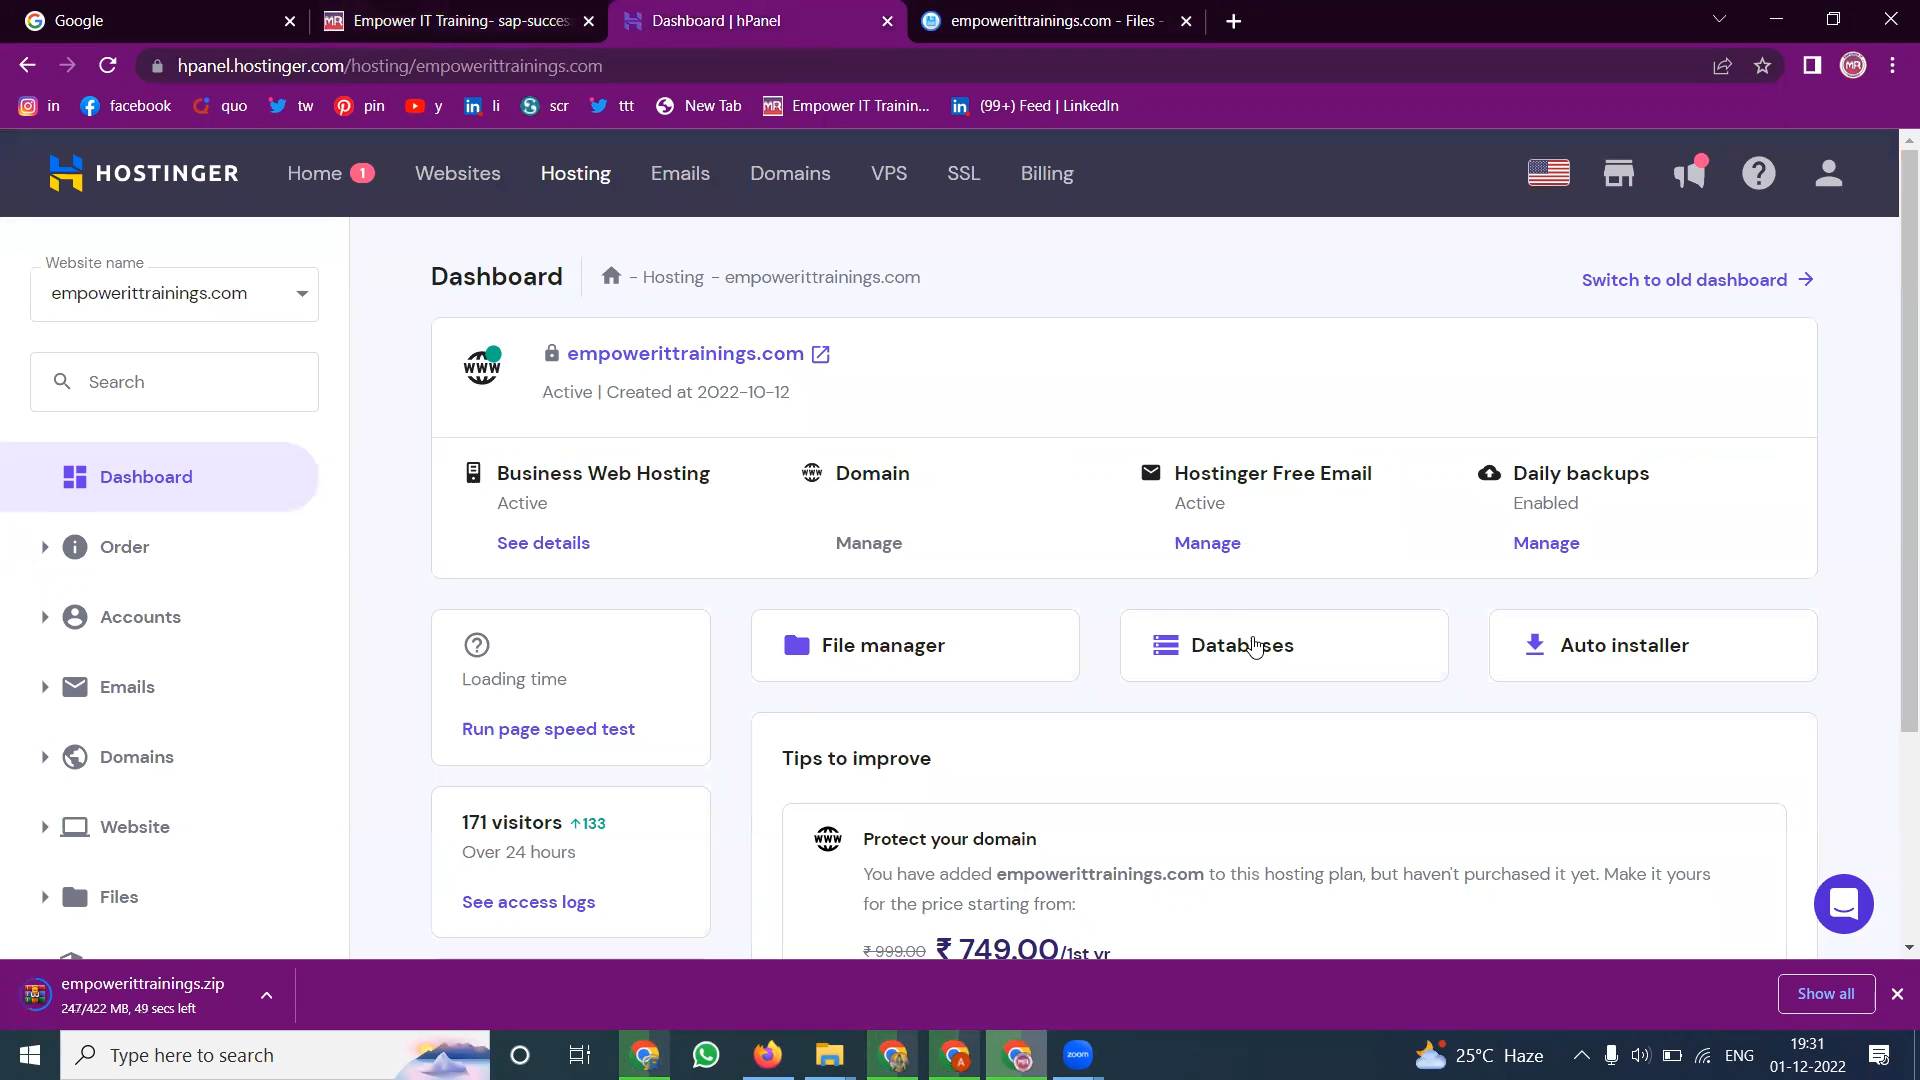 Google
Empower IT Training- sap-succes
Dashboard | hPanel
empowerittrainings.com - Files -
hpanel.hostinger.com/hosting/empowerittrainings.com
in
facebook
quo
tw
pin
y
li
scr
ttt
New Tab
Empower IT Trainin...
(99+) Feed | LinkedIn
HOSTINGER
Home 1
Websites
Hosting
Emails
Domains
VPS
SSL
Billing
Website name
empowerittrainings.com
Search
Dashboard
Order
Accounts
Emails
Domains
Website
Files
Dashboard
- Hosting - empowerittrainings.com
Switch to old dashboard
www
empowerittrainings.com
Active | Created at 2022-10-12
Business Web Hosting
Active
See details
Domain
Manage
Hostinger Free Email
Active
Manage
Daily backups
Enabled
Manage
Loading time
Run page speed test
File manager
Databases
Auto installer
171 visitors ↑133
Over 24 hours
See access logs
Tips to improve
Protect your domain
You have added empowerittrainings.com to this hosting plan, but haven't purchased it yet. Make it yours
for the price starting from:
₹ 999.00 ₹ 749.00/1st yr
empowerittrainings.zip
247/422 MB, 49 secs left
Show all
Type here to search
zoom
25°C Haze
ENG
19:31
01-12-2022